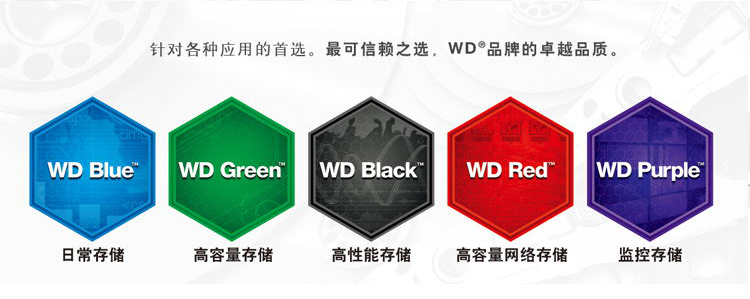 针对各种应用的首选。最可信赖之选，WD®品牌的卓越品质。
WD Blue™
WD Green™
WD Black™
WD Red™
WD Purple™
日常存储
高容量存储
高性能存储
高容量网络存储
监控存储